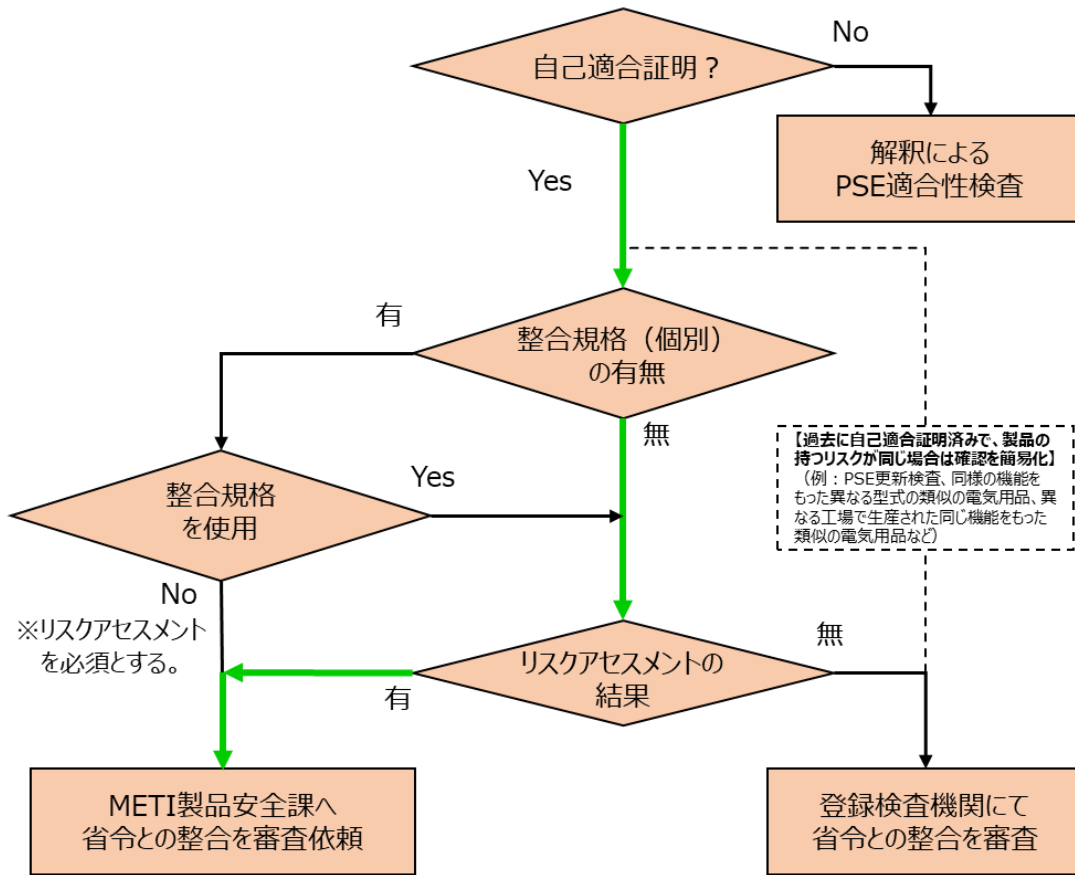 自己適合証明？
No
解釈による
PSE適合性検査
Yes
有
整合規格（個別）
の有無
無
【過去に自己適合証明済みで、製品の
持つリスクが同じ場合は確認を簡易化】
（例：PSE更新検査、同様の機能を
もった異なる型式の類似の電気用品、異
なる工場で生産された同じ機能をもった
類似の電気用品など）
整合規格
を使用
Yes
No
※リスクアセスメント
を必須とする。
リスクアセスメントの
結果
無
有
METI製品安全課へ
省令との整合を審査依頼
登録検査機関にて
省令との整合を審査